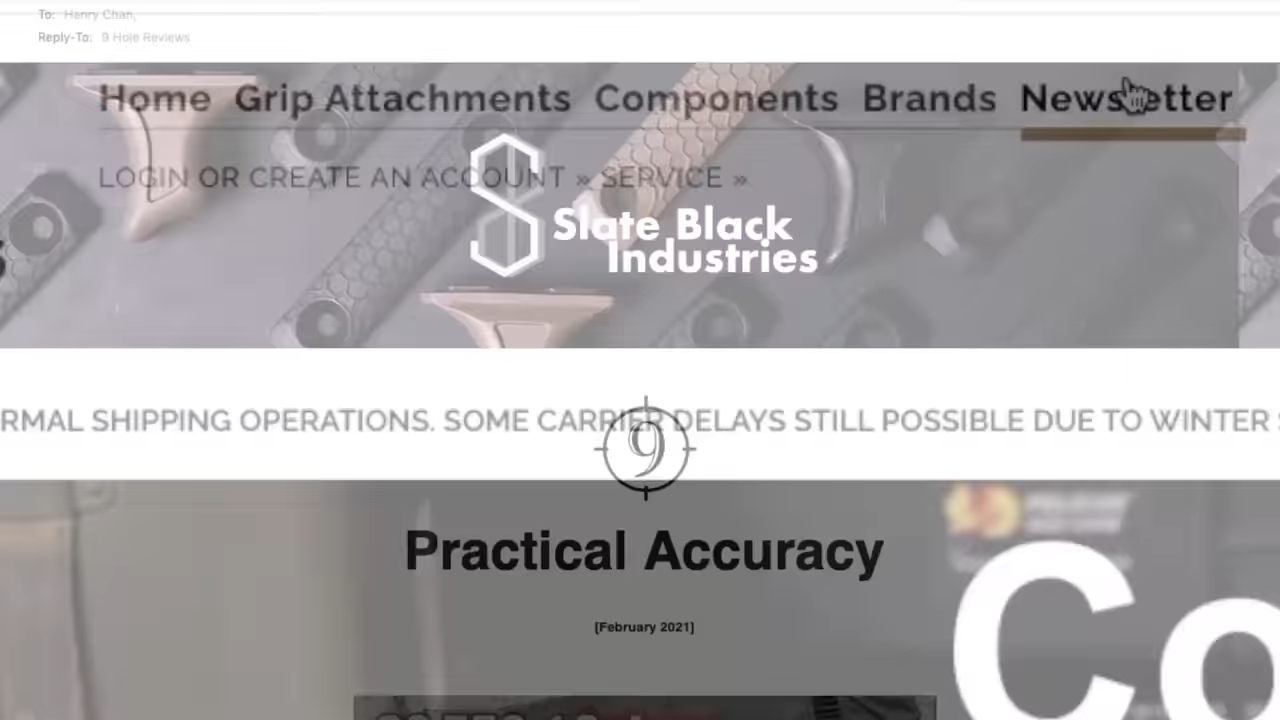 To: Henry Chan,
Reply-To: 9 Hole Reviews
Home Grip Attachments Components Brands Newsletter
LOGIN OR CREATE AN ACCOUNT » SERVICE »
Slate Black
Industries
RMAL SHIPPING OPERATIONS. SOME CARRIER DELAYS STILL POSSIBLE DUE TO WINTER
9
Practical Accuracy
[February 2021]
Co